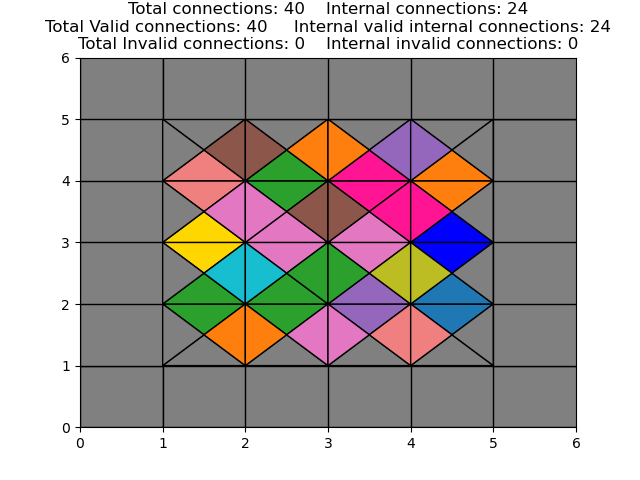 Total connections: 40    Internal connections: 24
Total Valid connections: 40     Internal valid internal connections: 24
Total Invalid connections: 0    Internal invalid connections: 0
6
5
4
3
2
1
0
0 1 2 3 4 5 6